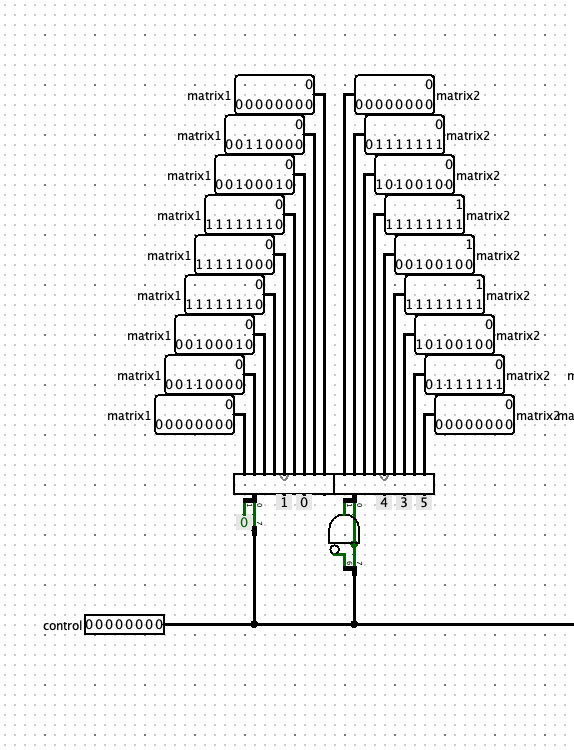 0 0
matrix1 matrix2
00000000 00000000
0 0
matrix1 matrix2
00110000 01111111
0 0
matrix1 matrix2
00100010 10100100
0 1
matrix1 matrix2
11111110 11111111
0 1
matrix1 matrix2
11111000 00100100
0 1
matrix1 matrix2
11111110 11111111
0 0
matrix1 matrix2
00100010 10100100
0 0
matrix1 matrix2 m
00110000 01111111
0 0
matrix1 matrix2 ma
00000000 00000000
1 0 4 3 5
0
control 00000000